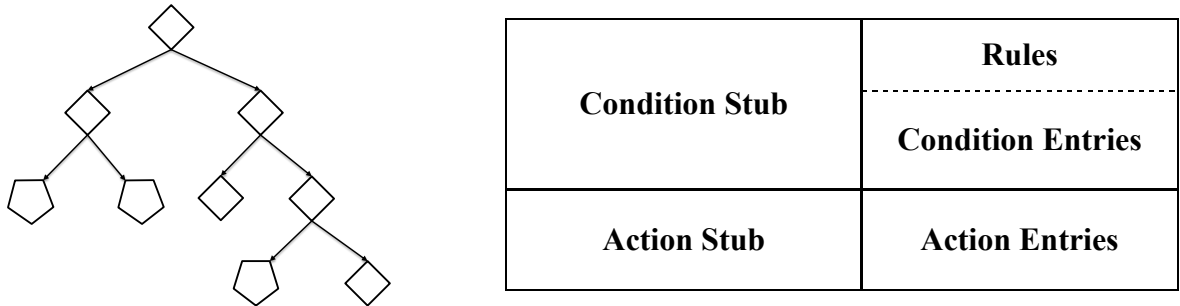 Condition Stub
Rules
Condition Entries
Action Stub
Action Entries